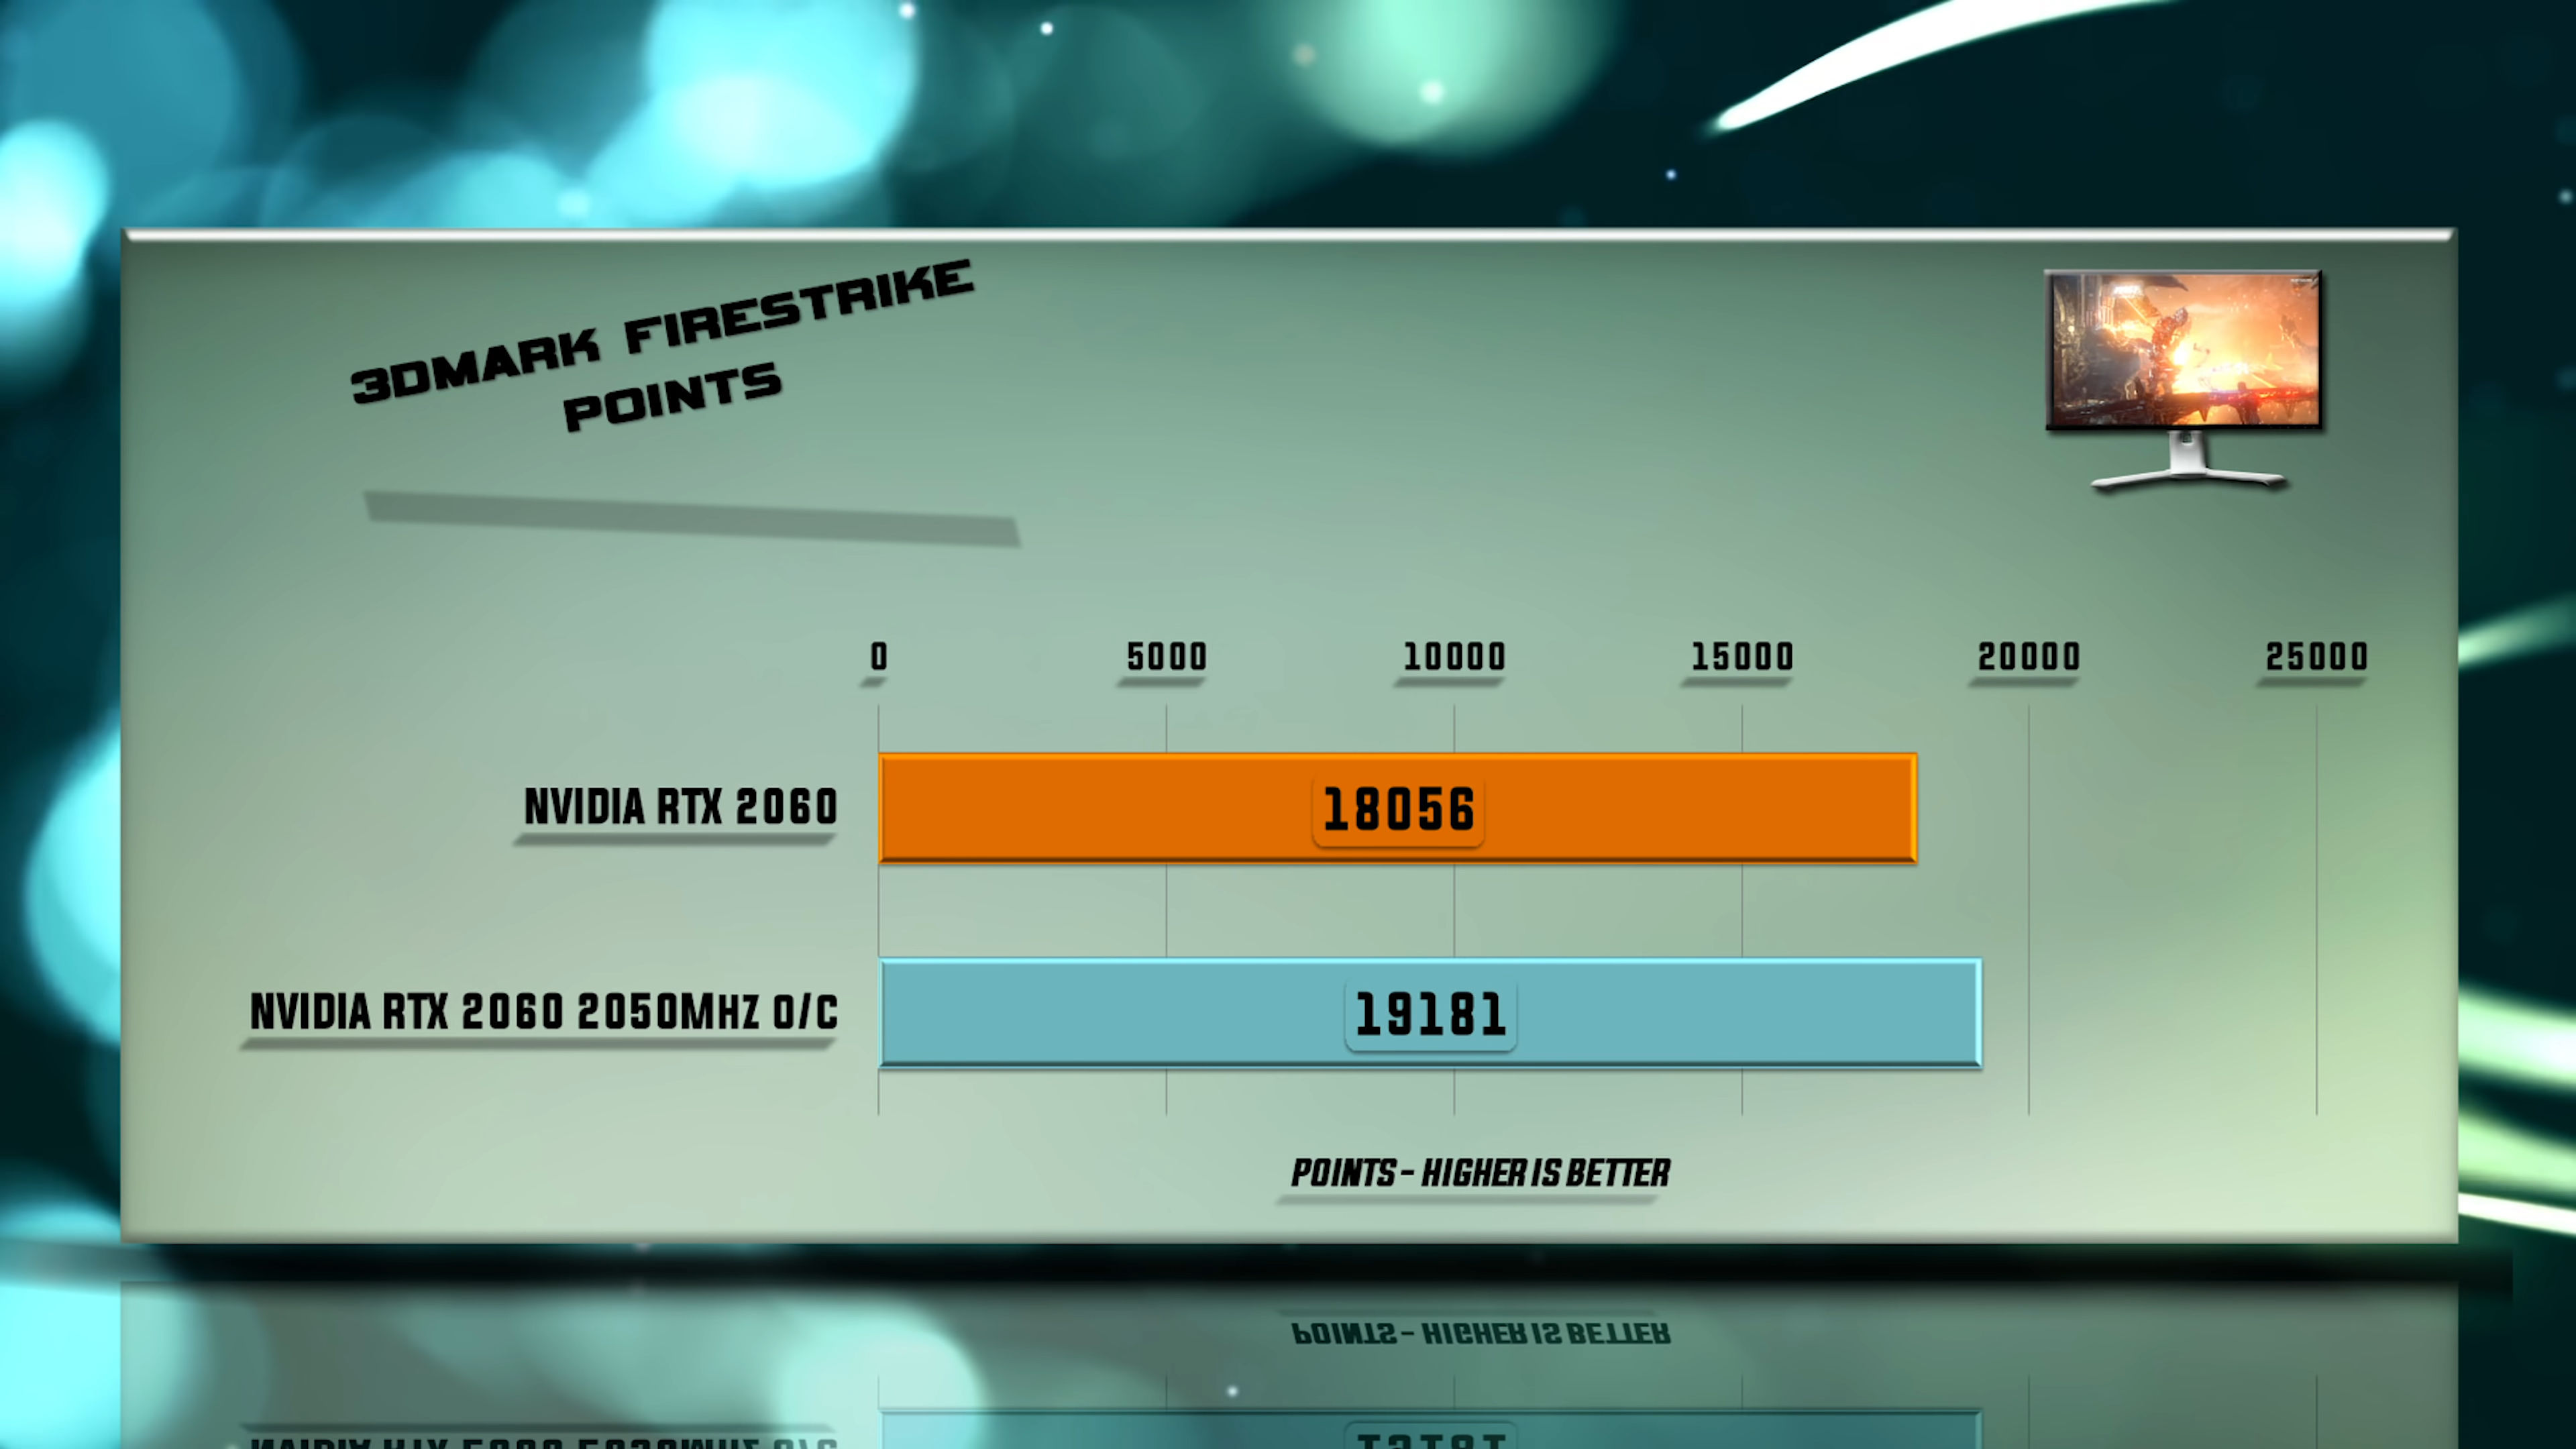 3DMARK FIRESTRIKE
POINTS
0 5000 10000 15000 20000 25000
NVIDIA RTX 2060 18056
NVIDIA RTX 2060 2050MHZ O/C 19181
POINTS - HIGHER IS BETTER